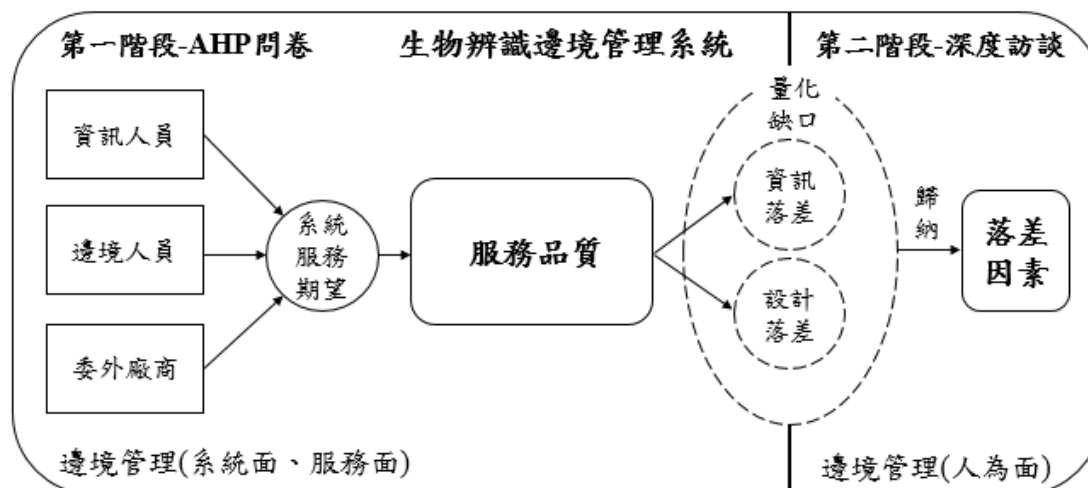 第一階段-AHP問卷
生物辨識邊境管理系統
第二階段-深度訪談
資訊人員
邊境人員
委外廠商
系統
服務
期望
服務品質
量化
缺口
資訊
落差
設計
落差
歸
納
落差
因素
邊境管理(系統面、服務面)
邊境管理(人為面)